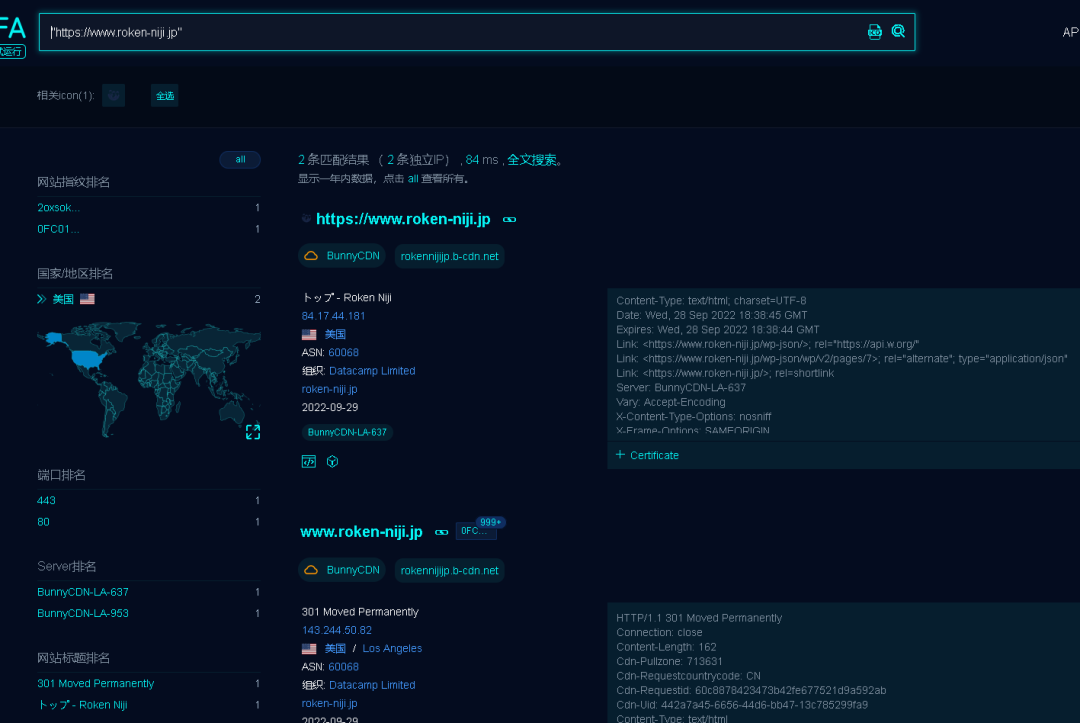 FA
试运行
"https://www.roken-niji.jp"
AP
相关icon(1):
全选
all
网站指纹排名
2oxsok... 1
0FC01... 1
国家/地区排名
美国 2
端口排名
443 1
80 1
Server排名
BunnyCDN-LA-637 1
BunnyCDN-LA-953 1
网站标题排名
301 Moved Permanently 1
トップ - Roken Niji 1
2 条匹配结果 ( 2 条独立IP) , 84 ms , 全文搜索。
显示一年内数据, 点击 all 查看所有。
https://www.roken-niji.jp
BunnyCDN rokennijijp.b-cdn.net
トップ - Roken Niji
84.17.44.181
美国
ASN: 60068
组织: Datacamp Limited
roken-niji.jp
2022-09-29
BunnyCDN-LA-637
Content-Type: text/html; charset=UTF-8
Date: Wed, 28 Sep 2022 18:38:45 GMT
Expires: Wed, 28 Sep 2022 18:38:44 GMT
Link: <https://www.roken-niji.jp/wp-json/>; rel="https://api.w.org/"
Link: <https://www.roken-niji.jp/wp-json/wp/v2/pages/7>; rel="alternate"; type="application/json"
Link: <https://www.roken-niji.jp/>; rel=shortlink
Server: BunnyCDN-LA-637
Vary: Accept-Encoding
X-Content-Type-Options: nosniff
X-Frame-Options: SAMEORIGIN
+ Certificate
www.roken-niji.jp 0FC... 999+
BunnyCDN rokennijijp.b-cdn.net
301 Moved Permanently
143.244.50.82
美国 / Los Angeles
ASN: 60068
组织: Datacamp Limited
roken-niji.jp
2022-09-29
HTTP/1.1 301 Moved Permanently
Connection: close
Content-Length: 162
Cdn-Pullzone: 713631
Cdn-Requestcountrycode: CN
Cdn-Requestid: 60c8878423473b42fe677521d9a592ab
Cdn-Uid: 442a7a45-6656-44d6-bb47-13c785299fa9
Content-Type: text/html